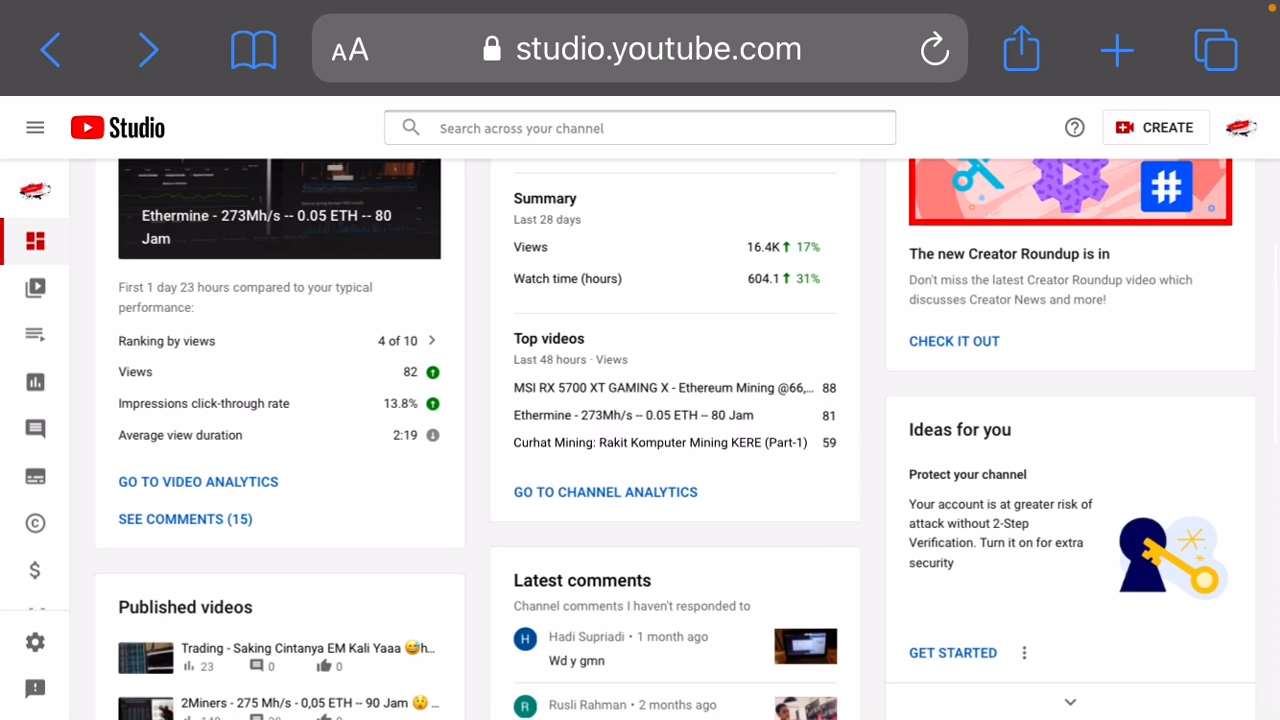 AA
studio.youtube.com
Studio
Search across your channel
CREATE
Ethermine - 273Mh/s -- 0.05 ETH -- 80
Jam
First 1 day 23 hours compared to your typical
performance:
Ranking by views 4 of 10
Views 82
Impressions click-through rate 13.8%
Average view duration 2:19
GO TO VIDEO ANALYTICS
SEE COMMENTS (15)
Published videos
Trading - Saking Cintanya EM Kali Yaaa 😅h...
23 0 0
2Miners - 275 Mh/s - 0,05 ETH -- 90 Jam 😲 ...
Summary
Last 28 days
Views 16.4K 17%
Watch time (hours) 604.1 31%
Top videos
Last 48 hours · Views
MSI RX 5700 XT GAMING X - Ethereum Mining @66,... 88
Ethermine - 273Mh/s -- 0.05 ETH -- 80 Jam 81
Curhat Mining: Rakit Komputer Mining KERE (Part-1) 59
GO TO CHANNEL ANALYTICS
Latest comments
Channel comments I haven't responded to
H
Hadi Supriadi • 1 month ago
Wd y gmn
R
Rusli Rahman • 2 months ago
#
The new Creator Roundup is in
Don't miss the latest Creator Roundup video which
discusses Creator News and more!
CHECK IT OUT
Ideas for you
Protect your channel
Your account is at greater risk of
attack without 2-Step
Verification. Turn it on for extra
security
GET STARTED